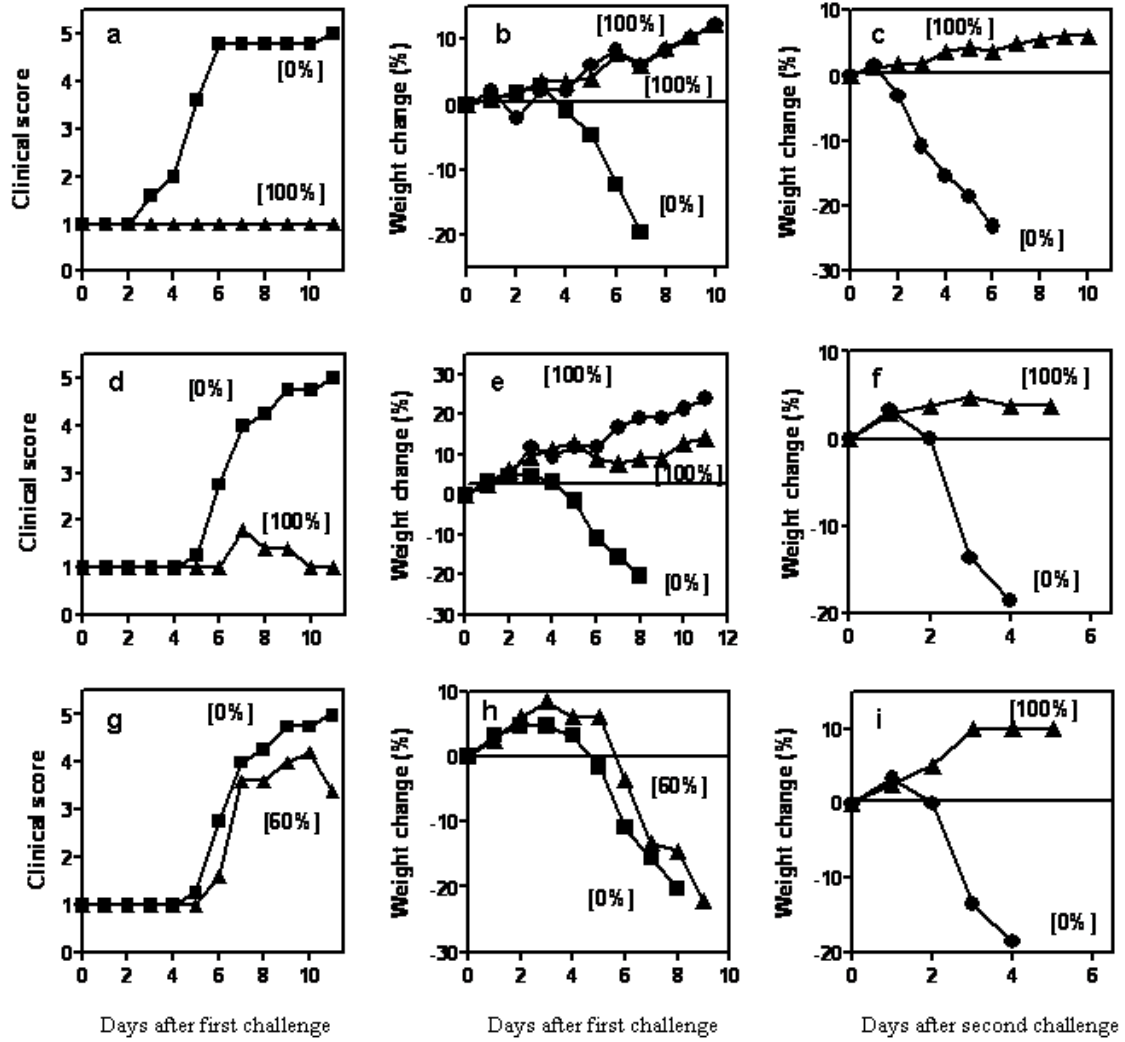 a
Clinical score
5
4
3
2
1
0
[0%]
[100%]
0 2 4 6 8 10
b
Weight change (%)
10
0
-10
-20
[100%]
[100%]
[0%]
0 2 4 6 8 10
c
Weight change (%)
10
0
-10
-20
-30
[100%]
[0%]
0 2 4 6 8 10
d
Clinical score
5
4
3
2
1
0
[0%]
[100%]
0 2 4 6 8 10
e
Weight change (%)
30
20
10
0
-10
-20
-30
[100%]
[100%]
[0%]
0 2 4 6 8 10 12
f
Weight change (%)
10
0
-10
-20
[100%]
[0%]
0 2 4 6
g
Clinical score
5
4
3
2
1
0
[0%]
[60%]
0 2 4 6 8 10
Days after first challenge
h
Weight change (%)
10
0
-10
-20
-30
[60%]
[0%]
0 2 4 6 8 10
Days after first challenge
i
Weight change (%)
10
0
-10
-20
[100%]
[0%]
0 2 4 6
Days after second challenge